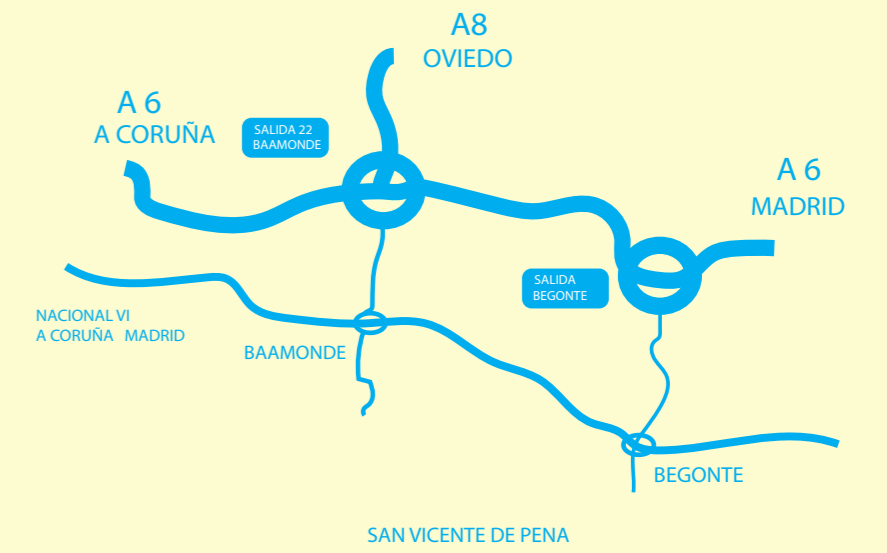 A8
OVIEDO
A 6
A CORUÑA
SALIDA 22
BAAMONDE
A 6
MADRID
SALIDA
BEGONTE
NACIONAL VI
A CORUÑA MADRID
BAAMONDE
BEGONTE
SAN VICENTE DE PENA